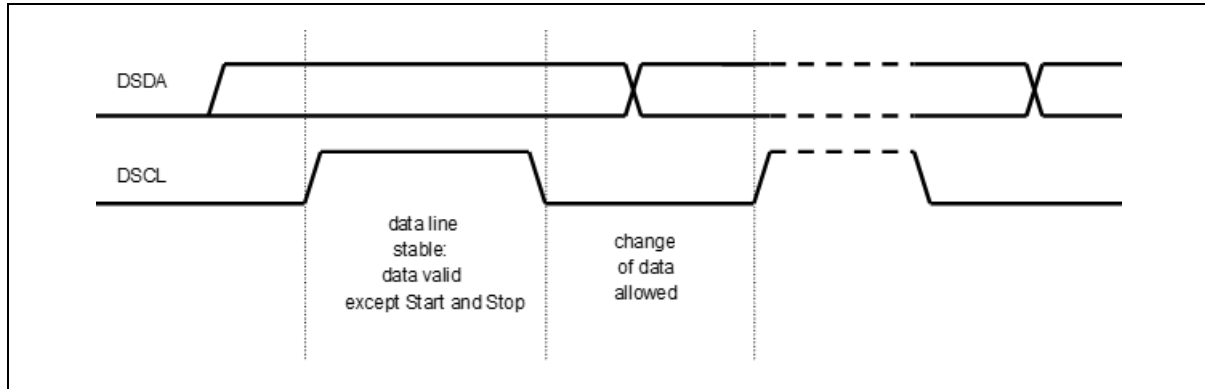 DSDA
DSCL
data line
stable:
data valid
except Start and Stop
change
of data
allowed